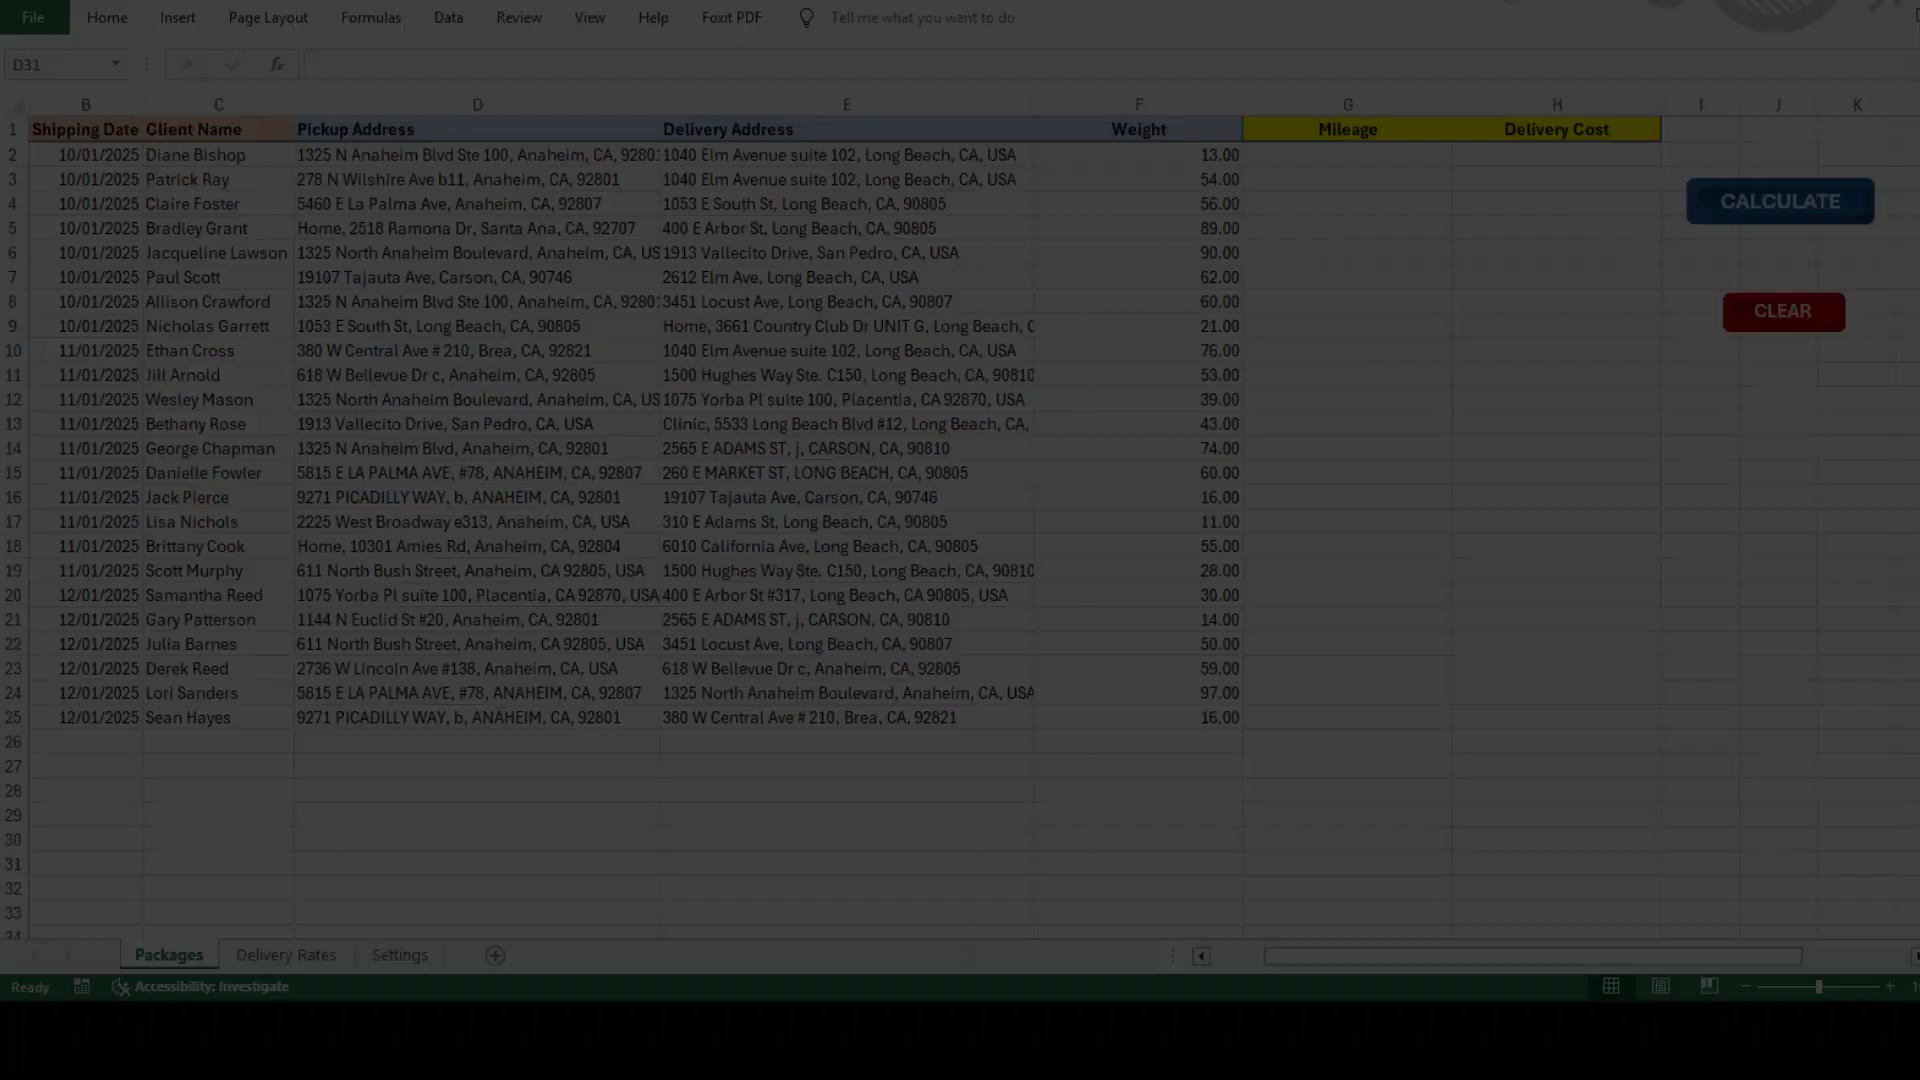 File Home Insert Page Layout Formulas Data Review View Help Foxit PDF Tell me what you want to do
D31 fx
B C D E F G H I J K
1 Shipping Date Client Name Pickup Address Delivery Address Weight Mileage Delivery Cost
2 10/01/2025 Diane Bishop 1325 N Anaheim Blvd Ste 100, Anaheim, CA, 9280 1040 Elm Avenue suite 102, Long Beach, CA, USA 13.00
3 10/01/2025 Patrick Ray 278 N Wilshire Ave b11, Anaheim, CA, 92801 1040 Elm Avenue suite 102, Long Beach, CA, USA 54.00
4 10/01/2025 Claire Foster 5460 E La Palma Ave, Anaheim, CA, 92807 1053 E South St, Long Beach, CA, 90805 56.00
CALCULATE
5 10/01/2025 Bradley Grant Home, 2518 Ramona Dr, Santa Ana, CA, 92707 400 E Arbor St, Long Beach, CA, 90805 89.00
6 10/01/2025 Jacqueline Lawson 1325 North Anaheim Boulevard, Anaheim, CA, US 1913 Vallecito Drive, San Pedro, CA, USA 90.00
7 10/01/2025 Paul Scott 19107 Tajauta Ave, Carson, CA, 90746 2612 Elm Ave, Long Beach, CA, USA 62.00
8 10/01/2025 Allison Crawford 1325 N Anaheim Blvd Ste 100, Anaheim, CA, 9280 3451 Locust Ave, Long Beach, CA, 90807 60.00
CLEAR
9 10/01/2025 Nicholas Garrett 1053 E South St, Long Beach, CA, 90805 Home, 3661 Country Club Dr UNIT G, Long Beach, C 21.00
10 11/01/2025 Ethan Cross 380 W Central Ave # 210, Brea, CA, 92821 1040 Elm Avenue suite 102, Long Beach, CA, USA 76.00
11 11/01/2025 Jill Arnold 618 W Bellevue Dr c, Anaheim, CA, 92805 1500 Hughes Way Ste. C150, Long Beach, CA, 90810 53.00
12 11/01/2025 Wesley Mason 1325 North Anaheim Boulevard, Anaheim, CA, US 1075 Yorba Pl suite 100, Placentia, CA 92870, USA 39.00
13 11/01/2025 Bethany Rose 1913 Vallecito Drive, San Pedro, CA, USA Clinic, 5533 Long Beach Blvd #12, Long Beach, CA, 43.00
14 11/01/2025 George Chapman 1325 N Anaheim Blvd, Anaheim, CA, 92801 2565 E ADAMS ST, j, CARSON, CA, 90810 74.00
15 11/01/2025 Danielle Fowler 5815 E LA PALMA AVE, #78, ANAHEIM, CA, 92807 260 E MARKET ST, LONG BEACH, CA, 90805 60.00
16 11/01/2025 Jack Pierce 9271 PICADILLY WAY, b, ANAHEIM, CA, 92801 19107 Tajauta Ave, Carson, CA, 90746 16.00
17 11/01/2025 Lisa Nichols 2225 West Broadway e313, Anaheim, CA, USA 310 E Adams St, Long Beach, CA, 90805 11.00
18 11/01/2025 Brittany Cook Home, 10301 Amies Rd, Anaheim, CA, 92804 6010 California Ave, Long Beach, CA, 90805 55.00
19 11/01/2025 Scott Murphy 611 North Bush Street, Anaheim, CA 92805, USA 1500 Hughes Way Ste. C150, Long Beach, CA, 90810 28.00
20 12/01/2025 Samantha Reed 1075 Yorba Pl suite 100, Placentia, CA 92870, USA 400 E Arbor St #317, Long Beach, CA 90805, USA 30.00
21 12/01/2025 Gary Patterson 1144 N Euclid St #20, Anaheim, CA, 92801 2565 E ADAMS ST, j, CARSON, CA, 90810 14.00
22 12/01/2025 Julia Barnes 611 North Bush Street, Anaheim, CA 92805, USA 3451 Locust Ave, Long Beach, CA, 90807 50.00
23 12/01/2025 Derek Reed 2736 W Lincoln Ave #138, Anaheim, CA, USA 618 W Bellevue Dr c, Anaheim, CA, 92805 59.00
24 12/01/2025 Lori Sanders 5815 E LA PALMA AVE, #78, ANAHEIM, CA, 92807 1325 North Anaheim Boulevard, Anaheim, CA, USA 97.00
25 12/01/2025 Sean Hayes 9271 PICADILLY WAY, b, ANAHEIM, CA, 92801 380 W Central Ave # 210, Brea, CA, 92821 16.00
26
27
28
29
30
31
32
33
34
Packages Delivery Rates Settings
Ready Accessibility: Investigate